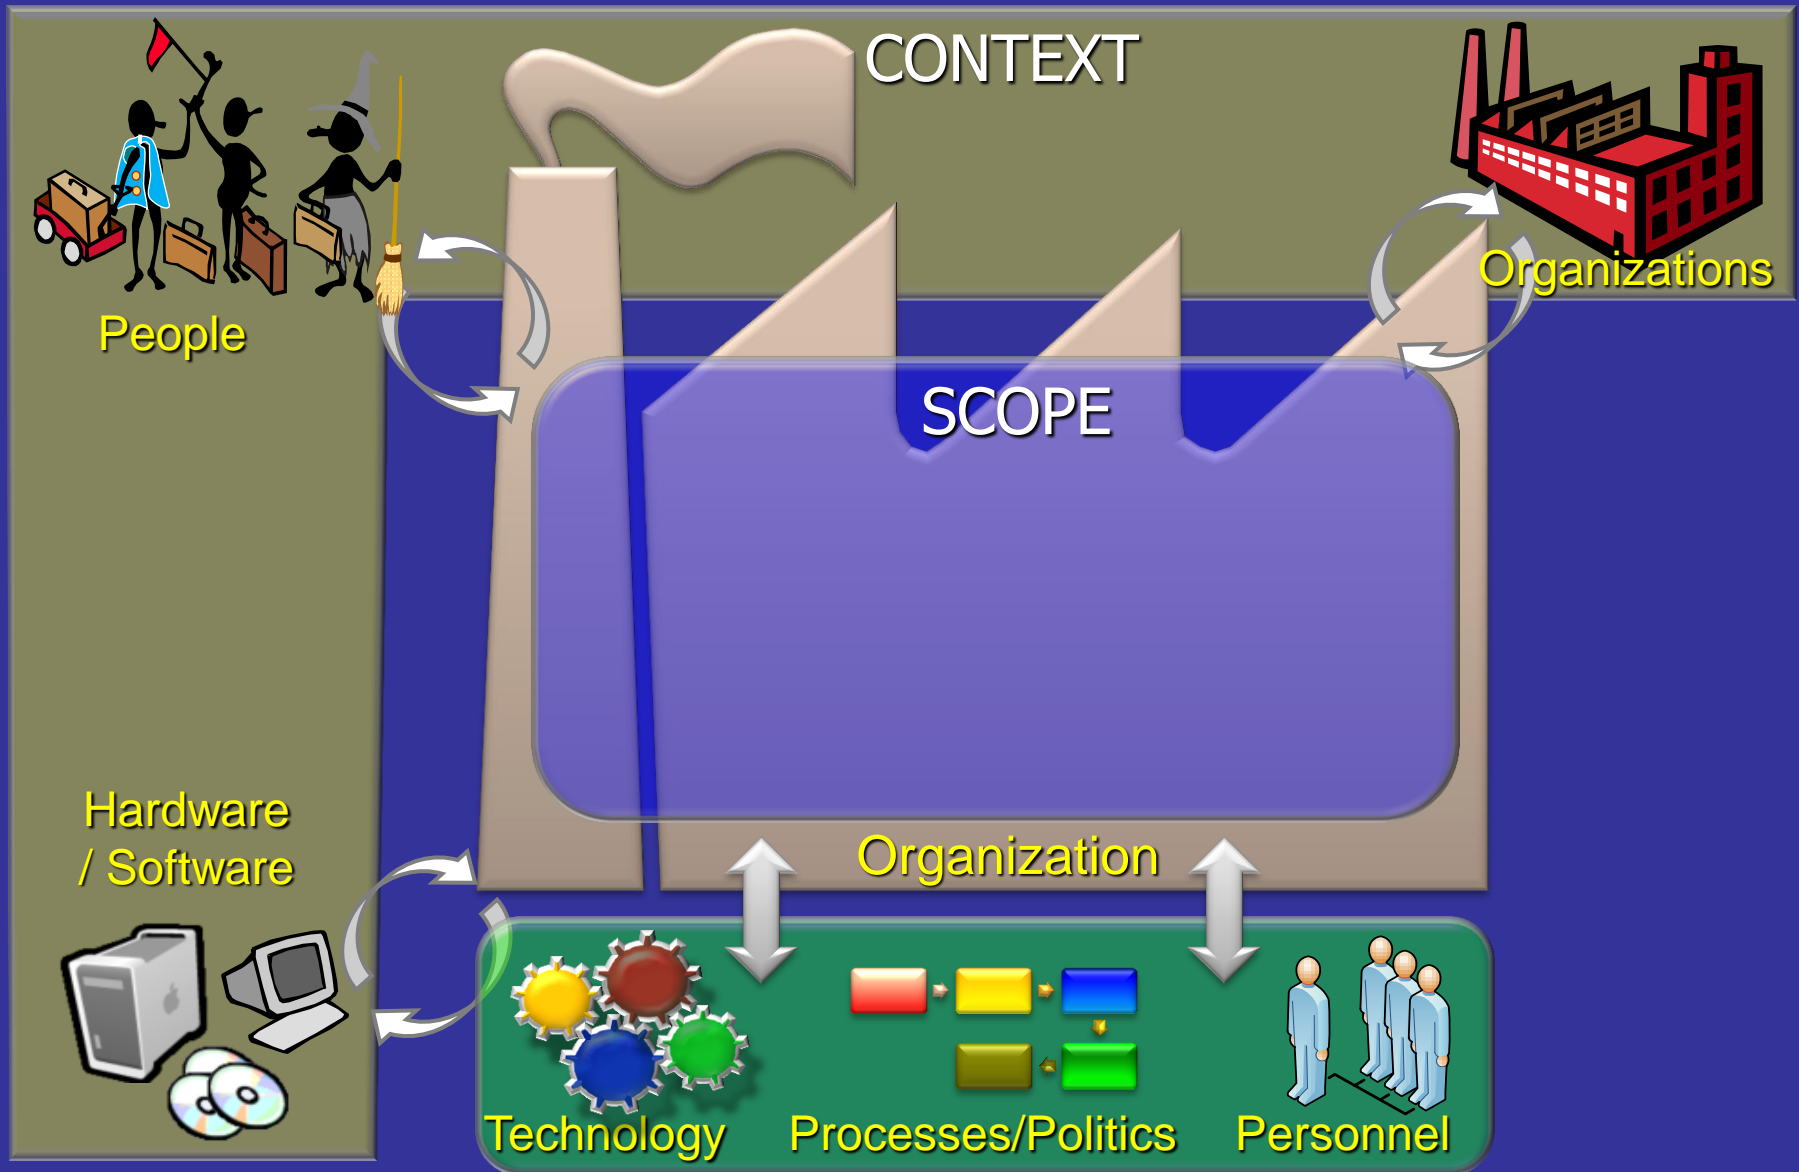 CONTEXT
Organizations
People
SCOPE
Hardware
/ Software
Organization
Technology
Processes/Politics
Personnel